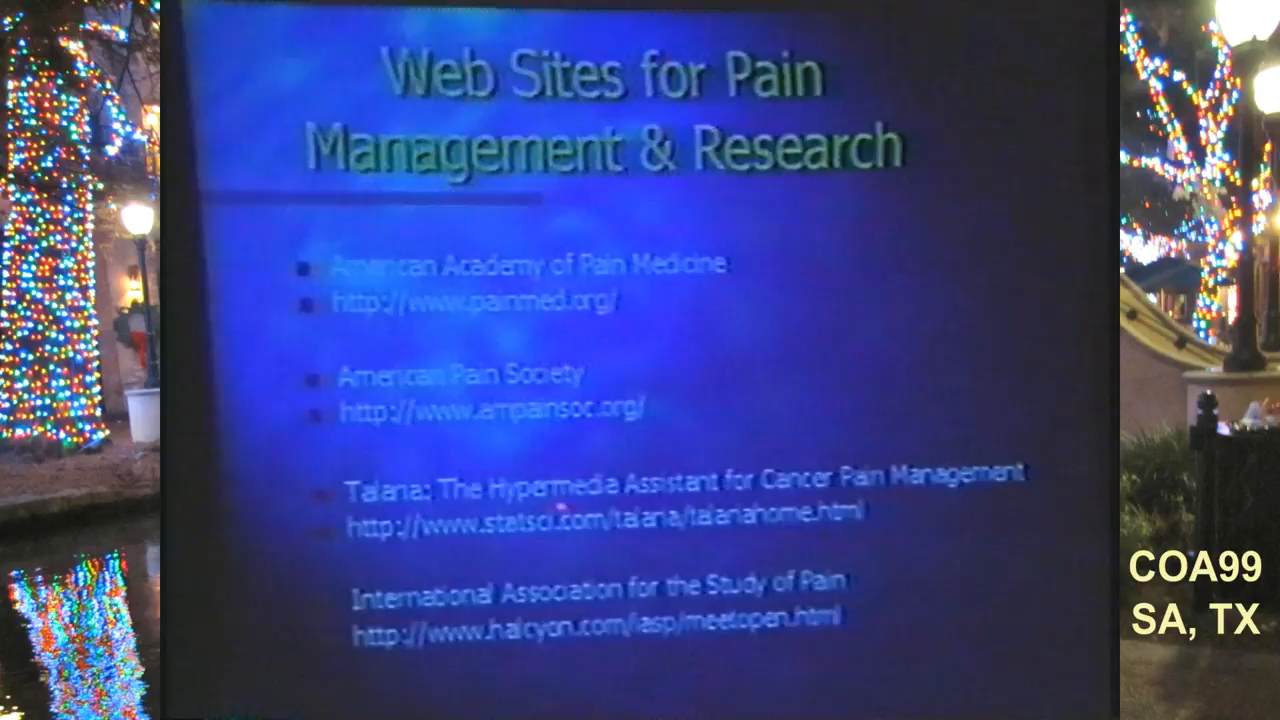 Web Sites for Pain
Management & Research
American Academy of Pain Medicine
http://www.painmed.org/
American Pain Society
http://www.ampainsoc.org/
Talaria: The Hypermedia Assistant for Cancer Pain Management
http://www.statsci.com/talaria/talariahome.html
International Association for the Study of Pain
http://www.halcyon.com/iasp/meetopen.html
COA99
SA, TX